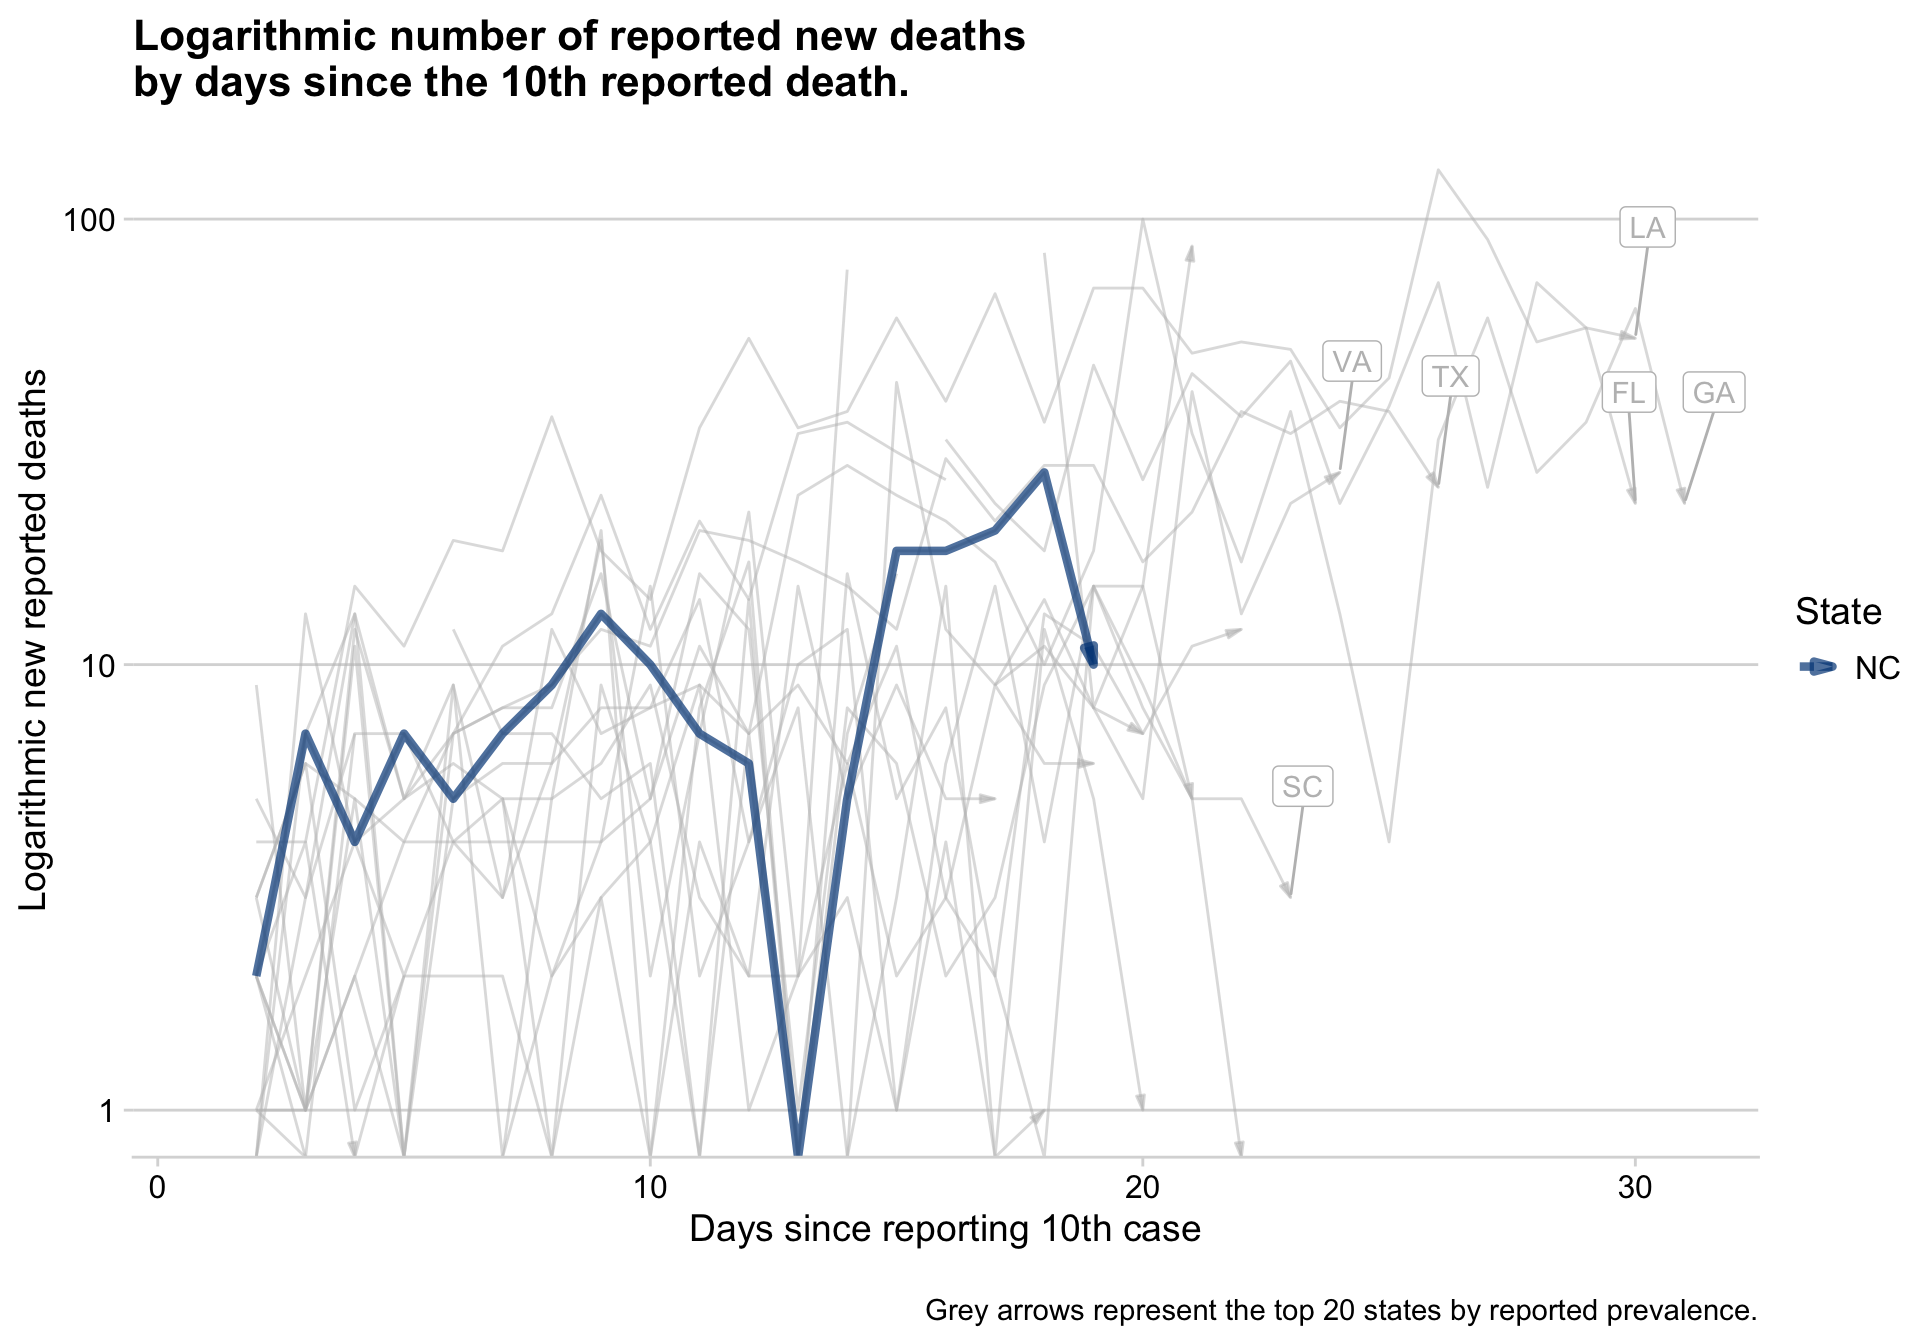 Logarithmic number of reported new deaths
by days since the 10th reported death.
Logarithmic new reported deaths
100
10
1
LA
VA
TX
FL
GA
SC
State
NC
0
10
20
30
Days since reporting 10th case
Grey arrows represent the top 20 states by reported prevalence.